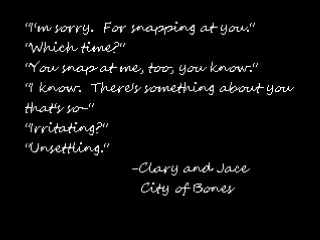 "I'm sorry. For snapping at you."
"Which time?"
"You snap at me, too, you know."
"I know. There's something about you
that's so-"
"Irritating?"
"Unsettling."
-Clary and Jace
City of Bones